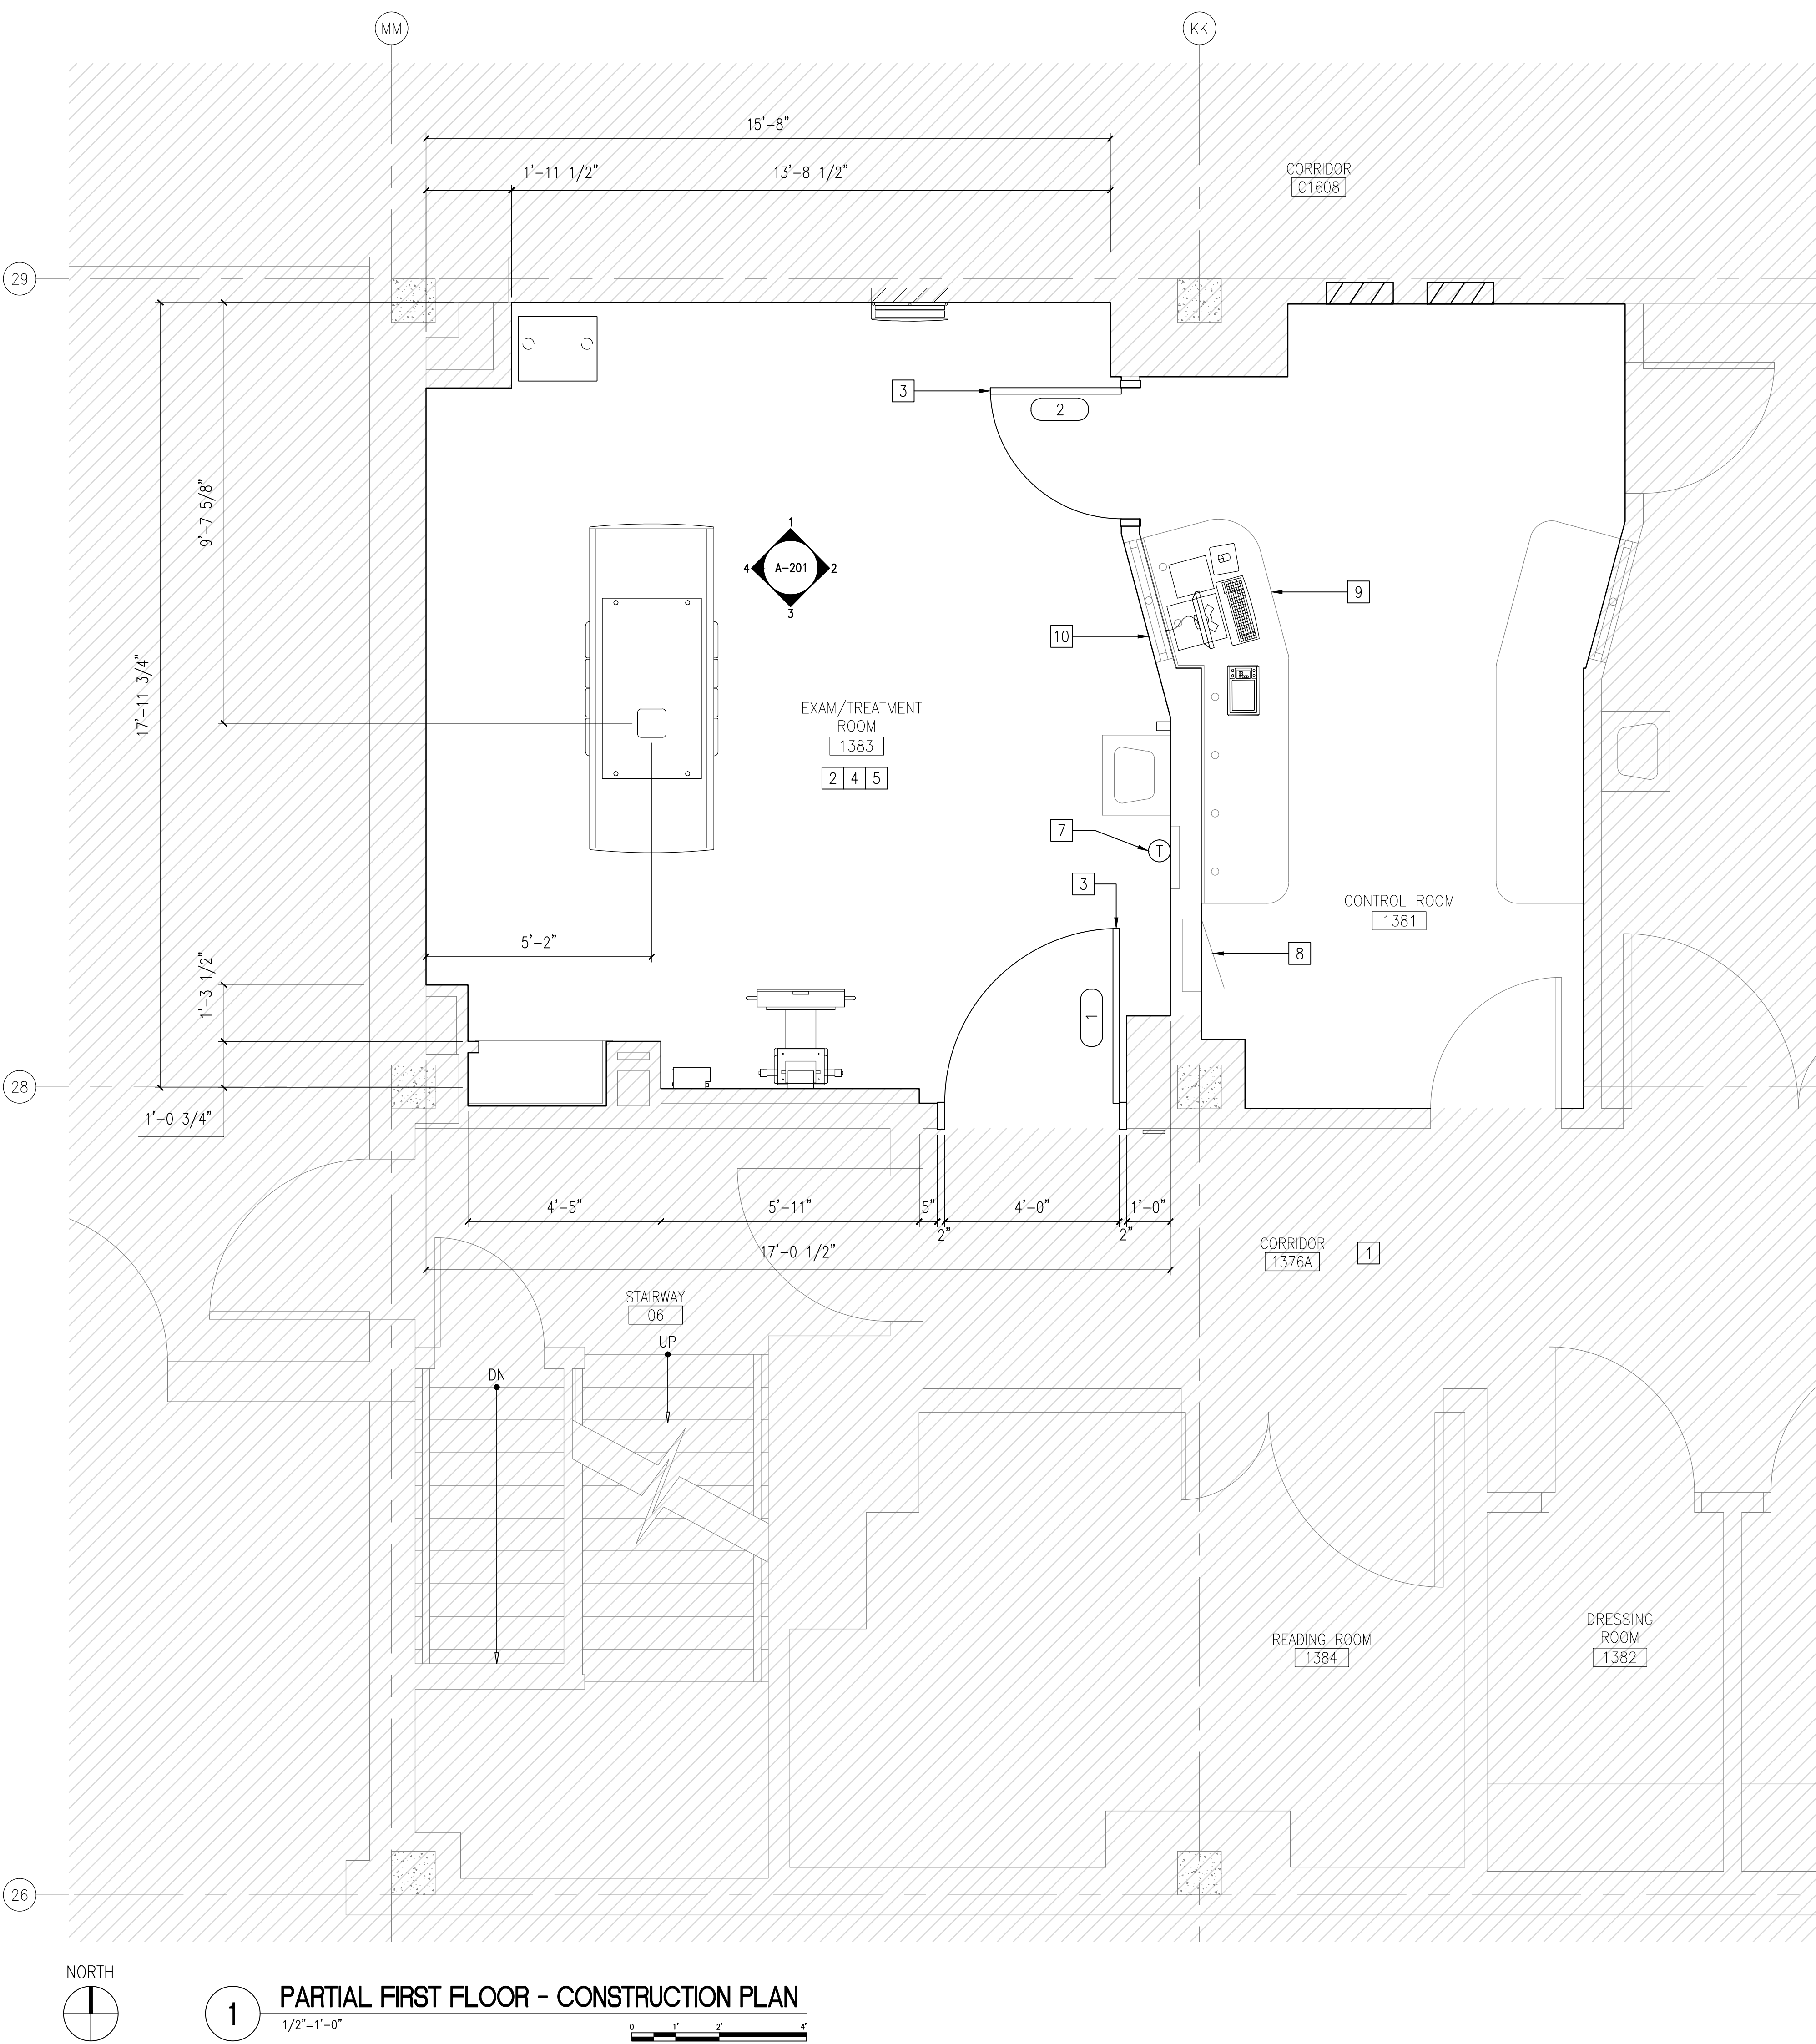 MM
KK
15'-8"
1'-11 1/2"
13'-8 1/2"
CORRIDOR
C1608
29
3
2
9'-7 5/8"
1
4
A-201
2
3
9
10
17'-11 3/4"
EXAM/TREATMENT
ROOM
1383
2 4 5
7
T
3
CONTROL ROOM
1381
5'-2"
8
1'-3 1/2"
1
28
1'-0 3/4"
4'-5"
5'-11"
5"
2"
4'-0"
2"
1'-0"
17'-0 1/2"
CORRIDOR
1376A
1
STAIRWAY
06
UP
DN
READING ROOM
1384
DRESSING
ROOM
1382
26
NORTH
1
PARTIAL FIRST FLOOR - CONSTRUCTION PLAN
1/2"=1'-0"
0 1' 2' 4'